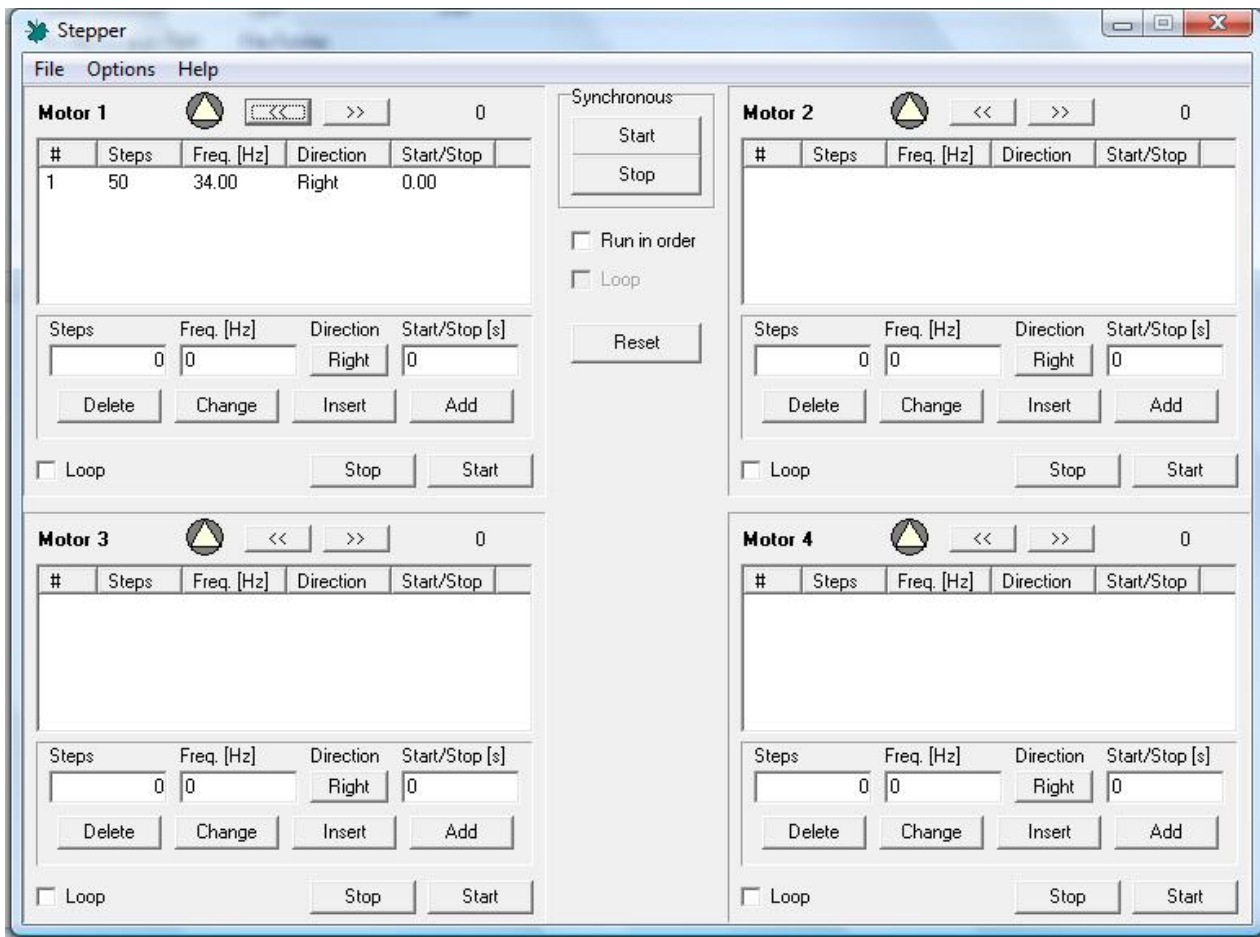 Stepper
File Options Help
Motor 1 << >> 0
# Steps Freq. [Hz] Direction Start/Stop
1 50 34.00 Right 0.00
Steps Freq. [Hz] Direction Start/Stop [s]
0 0 Right 0
Delete Change Insert Add
Loop Stop Start
Synchronous
Start
Stop
Run in order
Loop
Reset
Motor 2 << >> 0
# Steps Freq. [Hz] Direction Start/Stop
Steps Freq. [Hz] Direction Start/Stop [s]
0 0 Right 0
Delete Change Insert Add
Loop Stop Start
Motor 3 << >> 0
# Steps Freq. [Hz] Direction Start/Stop
Steps Freq. [Hz] Direction Start/Stop [s]
0 0 Right 0
Delete Change Insert Add
Loop Stop Start
Motor 4 << >> 0
# Steps Freq. [Hz] Direction Start/Stop
Steps Freq. [Hz] Direction Start/Stop [s]
0 0 Right 0
Delete Change Insert Add
Loop Stop Start